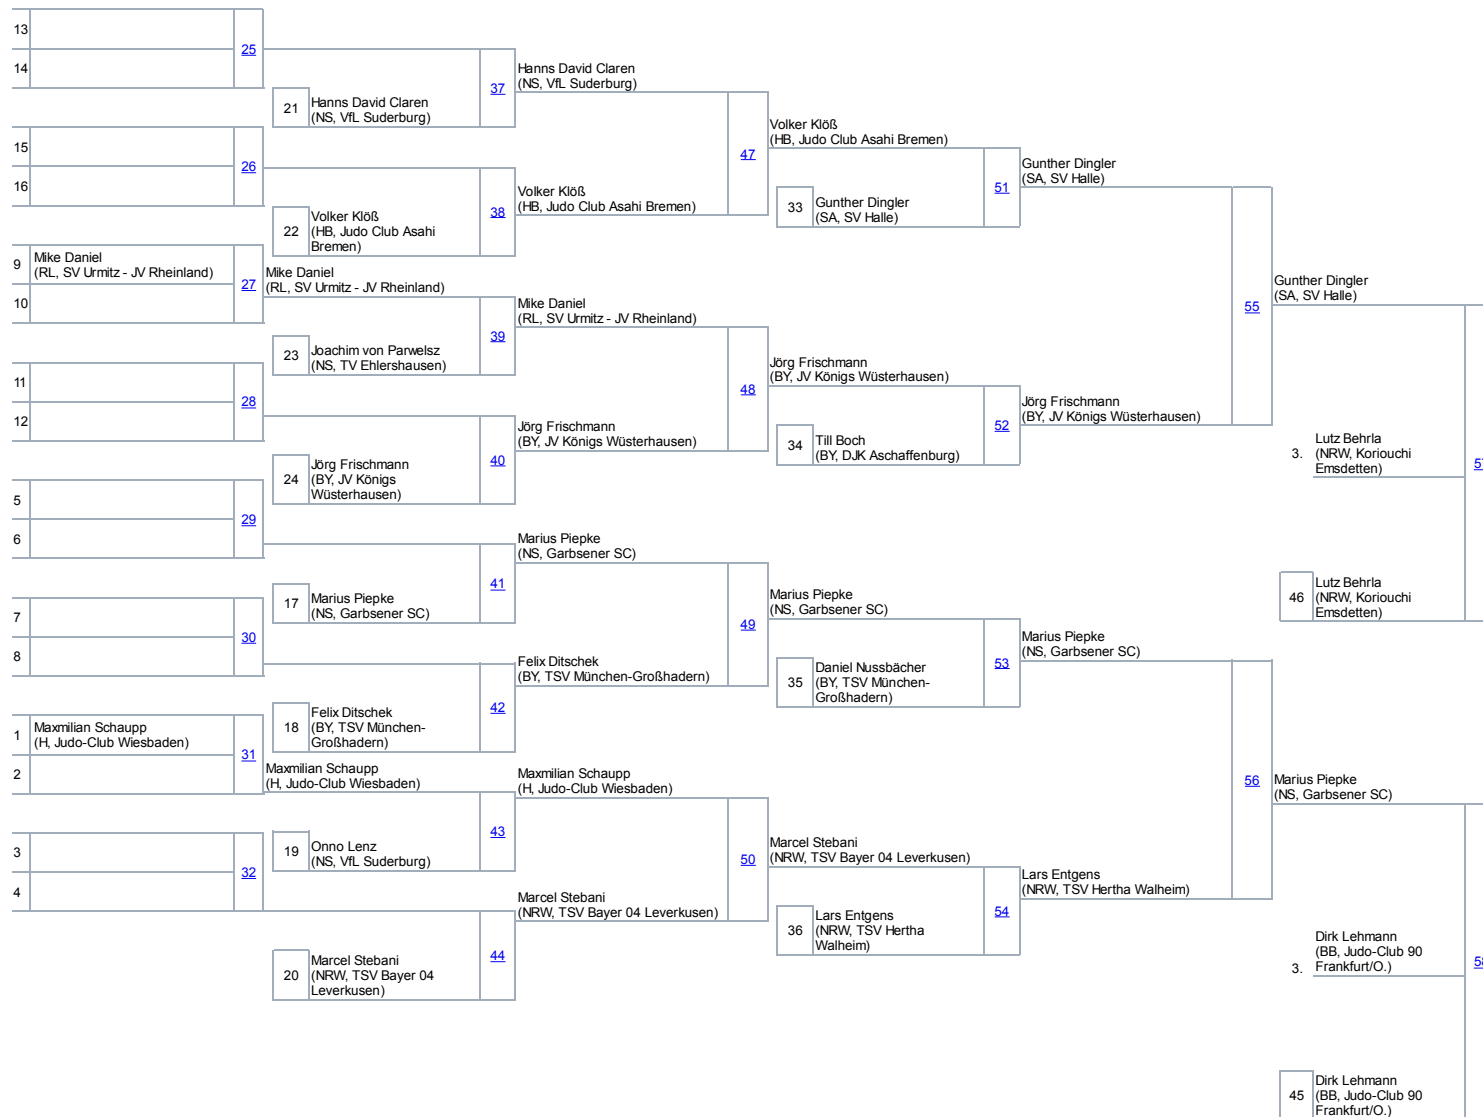 13
25
14
Hanns David Claren
(NS, VfL Suderburg)
37
21
Hanns David Claren
(NS, VfL Suderburg)
Volker Klöß
(HB, Judo Club Asahi Bremen)
15
26
16
47
Gunther Dingler
(SA, SV Halle)
51
Volker Klöß
(HB, Judo Club Asahi Bremen)
38
33
Gunther Dingler
(SA, SV Halle)
22
Volker Klöß
(HB, Judo Club Asahi
Bremen)
9
Mike Daniel
(RL, SV Urmitz - JV Rheinland)
27
10
Mike Daniel
(RL, SV Urmitz - JV Rheinland)
Gunther Dingler
(SA, SV Halle)
55
Mike Daniel
(RL, SV Urmitz - JV Rheinland)
39
23
Joachim von Parwelsz
(NS, TV Ehlershausen)
Jörg Frischmann
(BY, JV Königs Wüsterhausen)
11
28
12
48
Jörg Frischmann
(BY, JV Königs Wüsterhausen)
52
Jörg Frischmann
(BY, JV Königs Wüsterhausen)
40
34
Till Boch
(BY, DJK Aschaffenburg)
3.
Lutz Behrla
(NRW, Koriouchi
Emsdetten)
57
24
Jörg Frischmann
(BY, JV Königs
Wüsterhausen)
5
29
6
Marius Piepke
(NS, Garbsener SC)
41
17
Marius Piepke
(NS, Garbsener SC)
Marius Piepke
(NS, Garbsener SC)
46
Lutz Behrla
(NRW, Koriouchi
Emsdetten)
7
30
8
49
Marius Piepke
(NS, Garbsener SC)
53
Felix Ditschek
(BY, TSV München-Großhadern)
42
35
Daniel Nussbächer
(BY, TSV München-
Großhadern)
18
Felix Ditschek
(BY, TSV München-
Großhadern)
1
Maxmilian Schaupp
(H, Judo-Club Wiesbaden)
31
2
Maxmilian Schaupp
(H, Judo-Club Wiesbaden)
Maxmilian Schaupp
(H, Judo-Club Wiesbaden)
56
Marius Piepke
(NS, Garbsener SC)
43
19
Onno Lenz
(NS, VfL Suderburg)
3
32
4
50
Marcel Stebani
(NRW, TSV Bayer 04 Leverkusen)
Lars Entgens
(NRW, TSV Hertha Walheim)
54
Marcel Stebani
(NRW, TSV Bayer 04 Leverkusen)
44
36
Lars Entgens
(NRW, TSV Hertha
Walheim)
20
Marcel Stebani
(NRW, TSV Bayer 04
Leverkusen)
3.
Dirk Lehmann
(BB, Judo-Club 90
Frankfurt/O.)
58
45
Dirk Lehmann
(BB, Judo-Club 90
Frankfurt/O.)